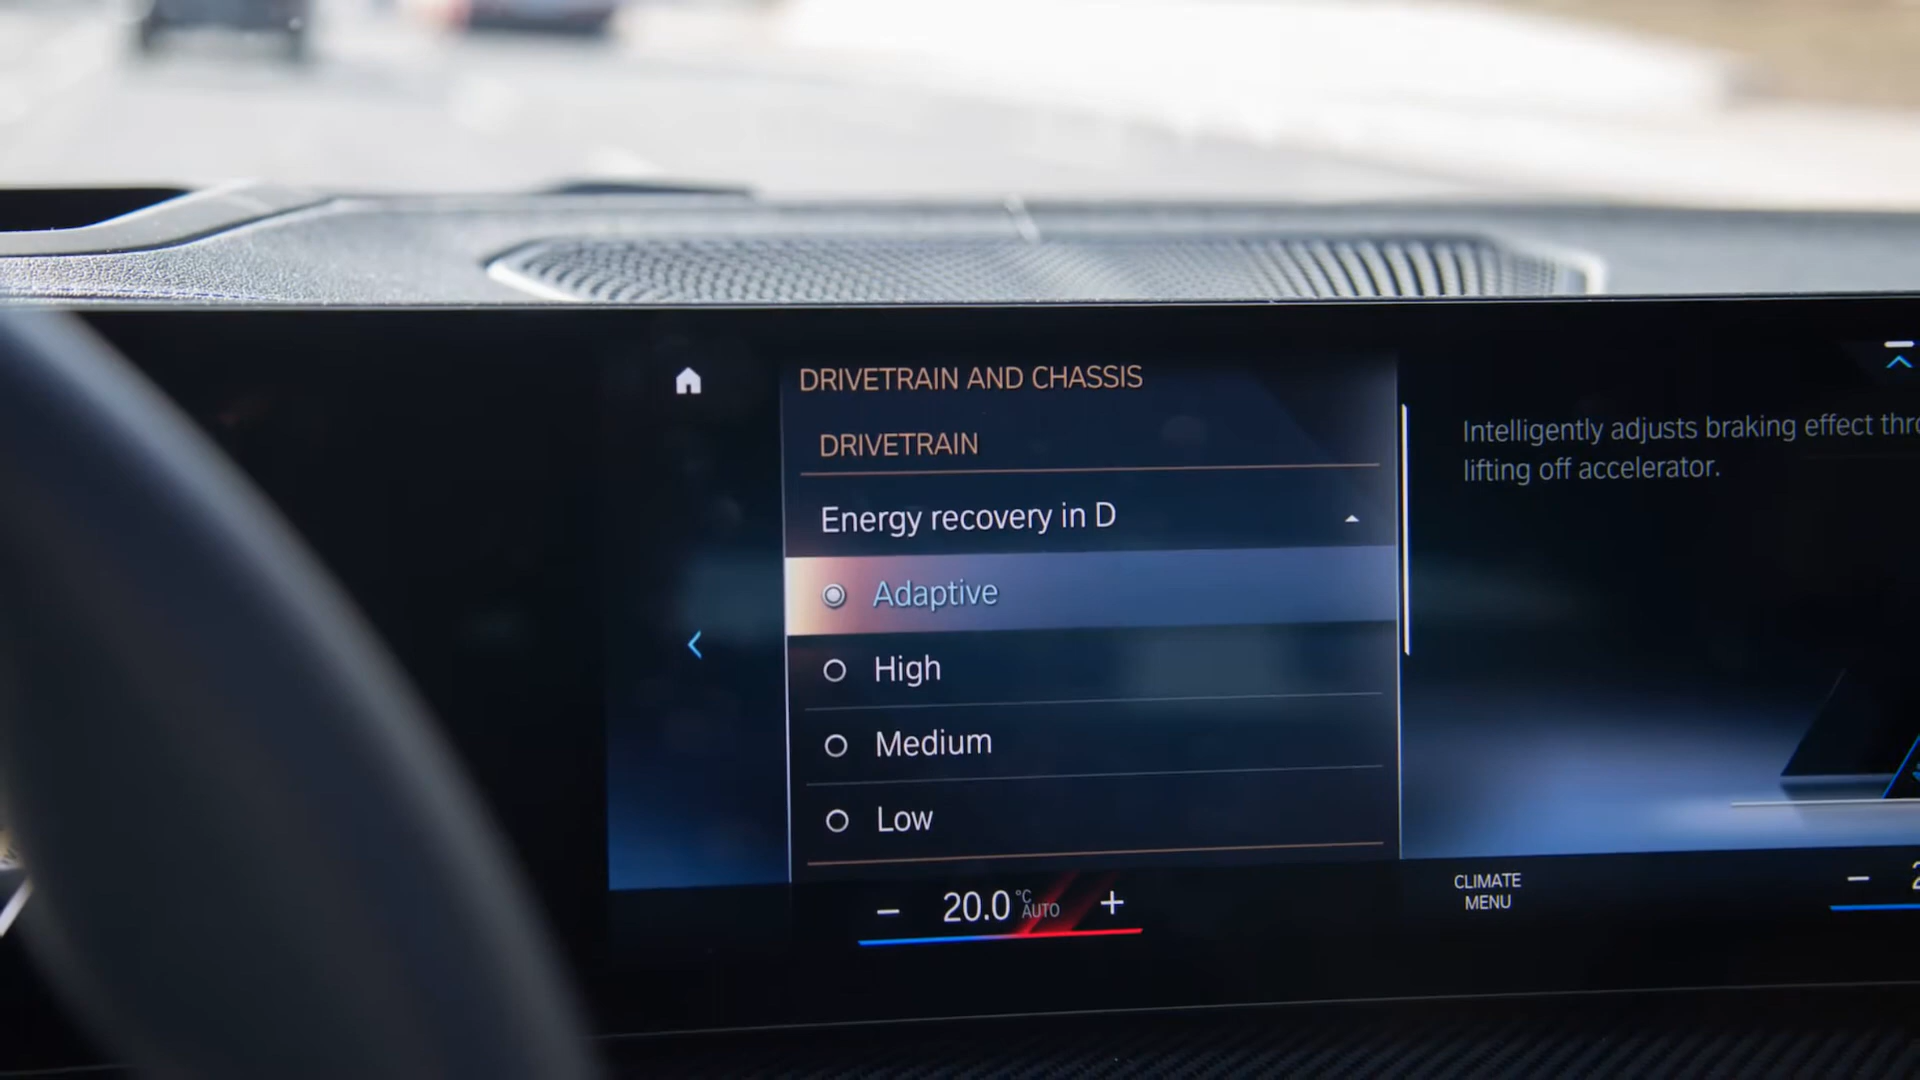 DRIVETRAIN AND CHASSIS
DRIVETRAIN
Energy recovery in D
Adaptive
High
Medium
Low
Intelligently adjusts braking effect
lifting off accelerator.
− 20.0 °C AUTO +
CLIMATE
MENU
−